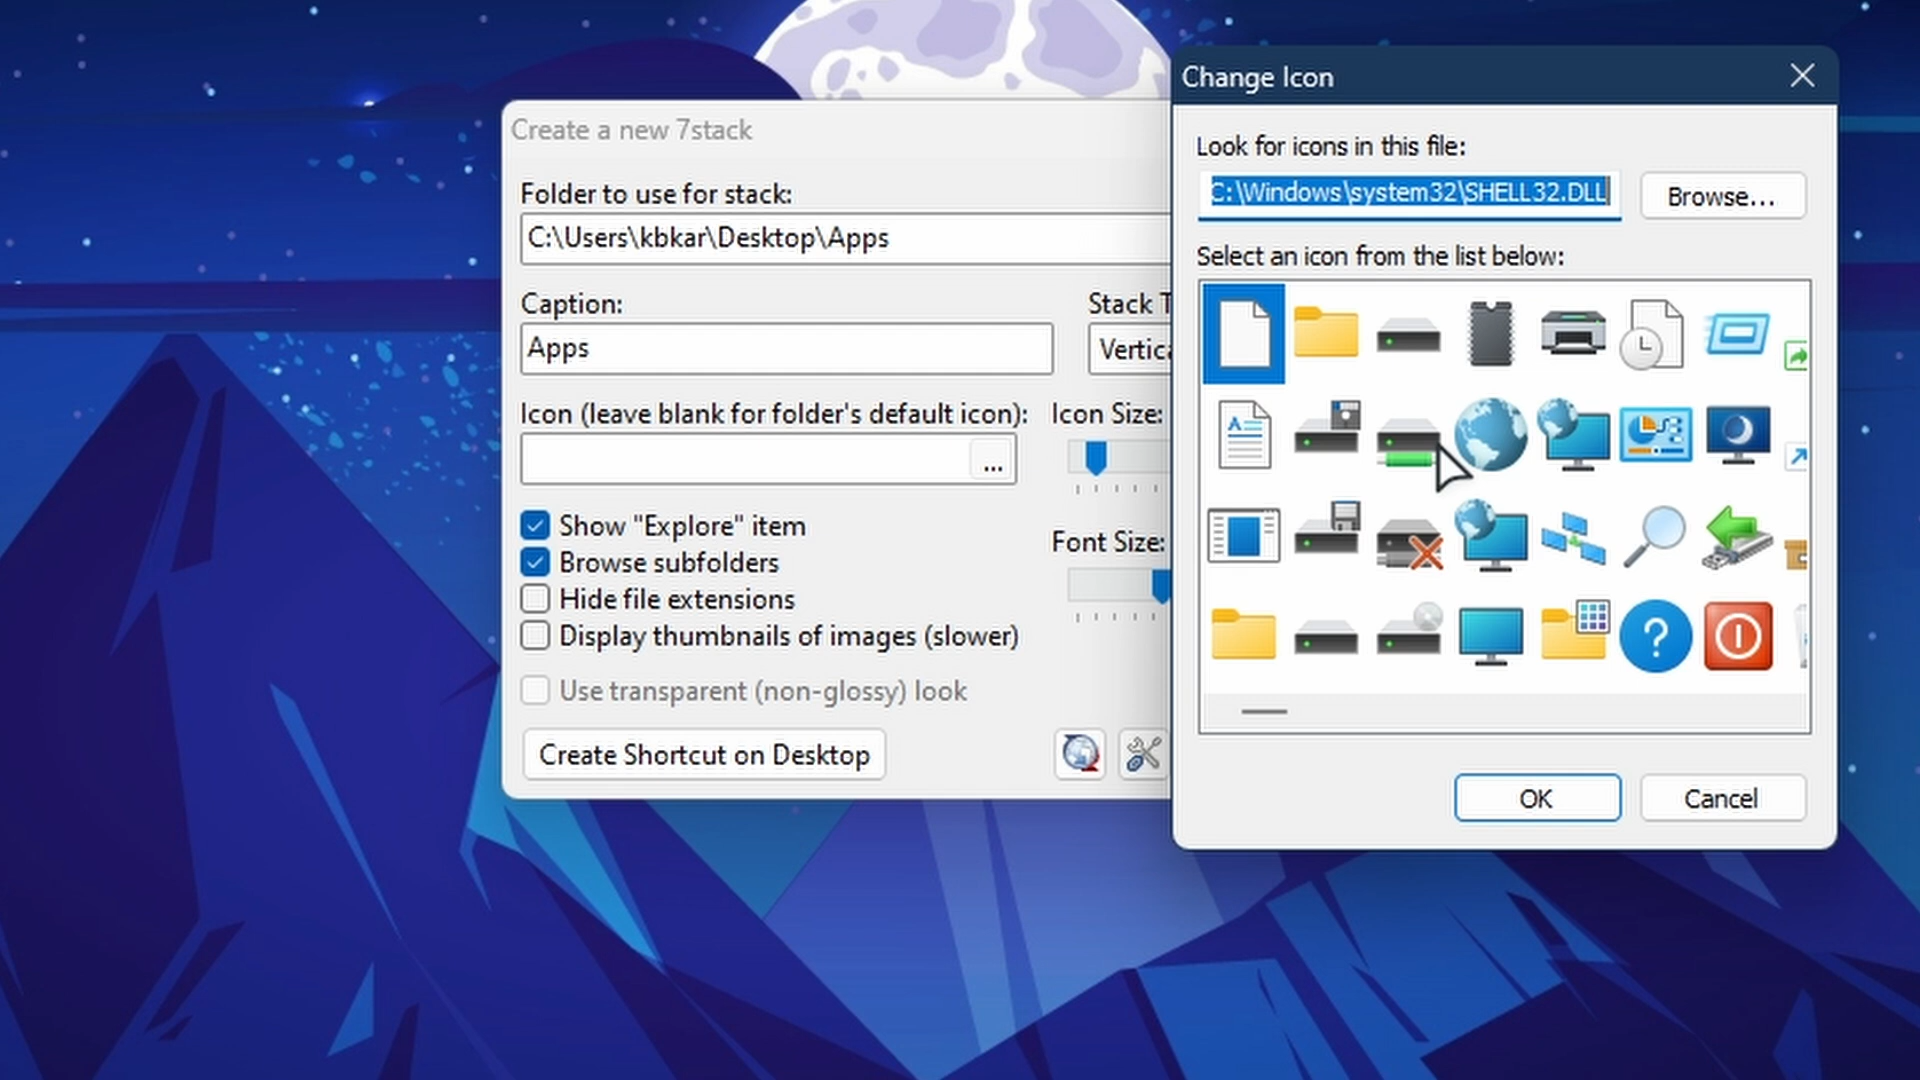 Create a new 7stack
Folder to use for stack:
C:\Users\kbkar\Desktop\Apps
Caption:
Stack T
Apps
Vertica
Icon (leave blank for folder's default icon):
Icon Size:
...
Show "Explore" item
Browse subfolders
Font Size:
Hide file extensions
Display thumbnails of images (slower)
Use transparent (non-glossy) look
Create Shortcut on Desktop
Change Icon
Look for icons in this file:
C:\Windows\system32\SHELL32.DLL
Browse...
Select an icon from the list below:
OK
Cancel